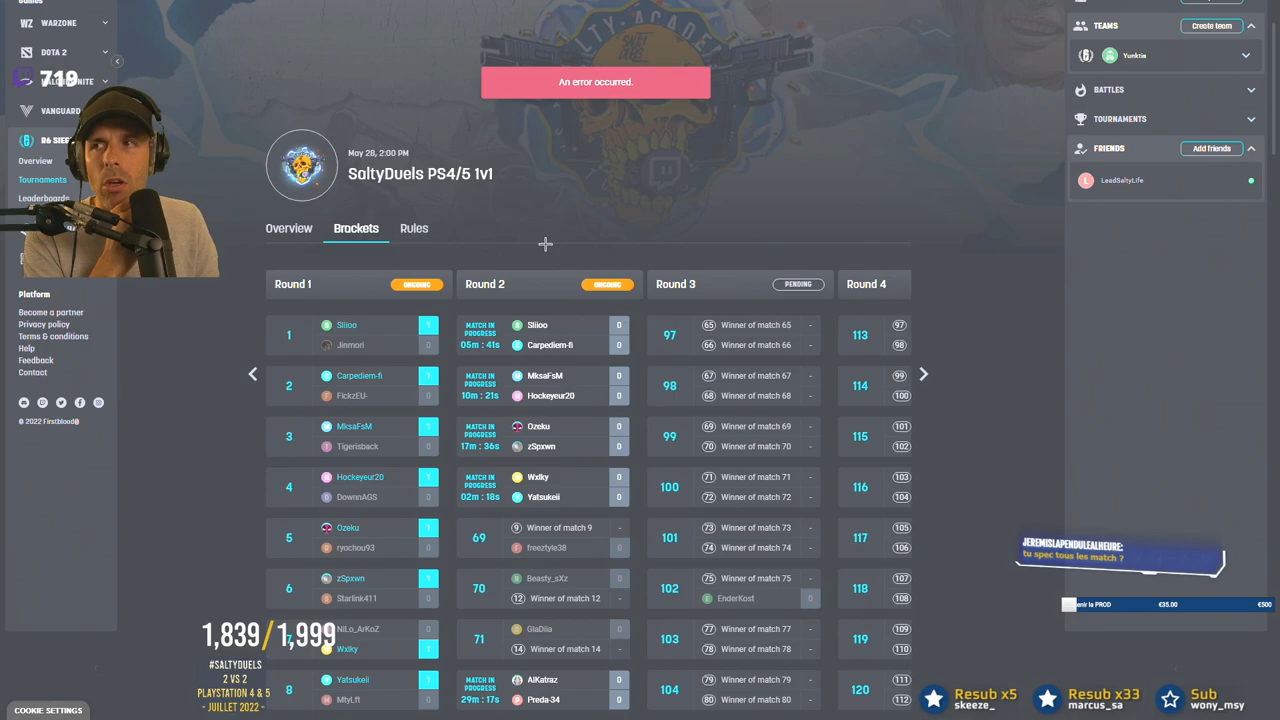 WZ WARZONE
DOTA 2
719
VANGUARD
R6 SIE
Overview
Tournaments
Leaderboards
Platform
Become a partner
Privacy policy
Terms & conditions
Help
Feedback
Contact
© 2022 Firstblood®
COOKIE SETTINGS
An error occurred.
May 28, 2:00 PM
SaltyDuels PS4/5 1v1
Overview Brackets Rules
Round 1 ONGOING
1 Sliioo 1
Jinmori 0
2 Carpediem-fi 1
FlckzEU- 0
3 MksaFsM 1
Tigerisback 0
4 Hockeyeur20 1
DownnAGS 0
5 Ozeku 1
ryochou93 0
6 zSpxwn 1
Starlink411 0
7 NiLo_ArKoZ 0
Wxlky 1
8 Yatsukeii 1
MtyLft 0
Round 2 ONGOING
MATCH IN
PROGRESS
05m : 41s
Sliioo 0
Carpediem-fi 0
MATCH IN
PROGRESS
10m : 21s
MksaFsM 0
Hockeyeur20 0
MATCH IN
PROGRESS
17m : 36s
Ozeku 0
zSpxwn 0
MATCH IN
PROGRESS
02m : 18s
Wxlky 0
Yatsukeii 0
69 9 Winner of match 9 -
freeztyle38 0
70 Beasty_sXz 0
12 Winner of match 12 -
71 GlaDiia 0
14 Winner of match 14 -
MATCH IN
PROGRESS
29m : 17s
AlKatraz 0
Preda-34 0
Round 3 PENDING
97 65 Winner of match 65 -
66 Winner of match 66 -
98 67 Winner of match 67 -
68 Winner of match 68 -
99 69 Winner of match 69 -
70 Winner of match 70 -
100 71 Winner of match 71 -
72 Winner of match 72 -
101 73 Winner of match 73 -
74 Winner of match 74 -
102 75 Winner of match 75 -
EnderKost 0
103 77 Winner of match 77 -
78 Winner of match 78 -
104 79 Winner of match 79 -
80 Winner of match 80 -
Round 4
113 97
98
114 99
100
115 101
102
116 103
104
117 105
106
118 107
108
119 109
110
120 111
112
1,839/1,999
#SALTYDUELS
2 VS 2
PLAYSTATION 4 & 5
- JUILLET 2022 -
TEAMS Create team
Yunktia
BATTLES
TOURNAMENTS
FRIENDS Add friends
L LeadSaltyLife
JEREMISLAPENDULEALHEURE:
tu spec tous les match ?
enir le PROD €35.00 €500
Resub x5
skeeze_
Resub x33
marcus_sa
Sub
wony_msy